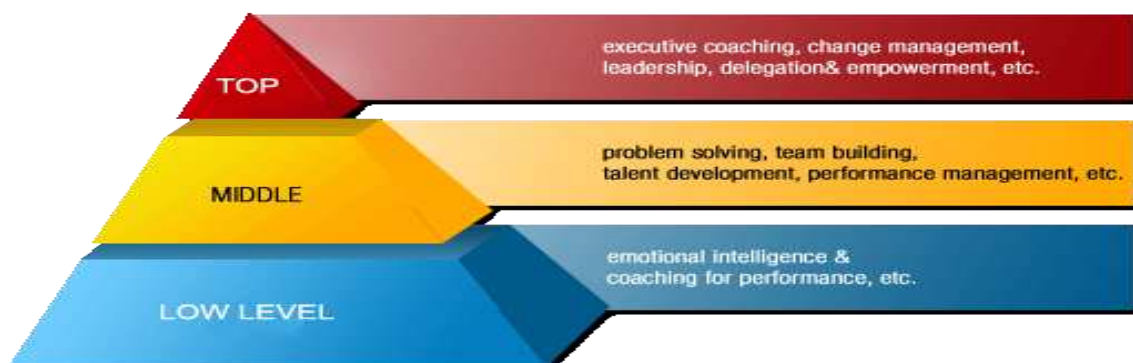 TOP
executive coaching, change management,
leadership, delegation& empowerment, etc.
MIDDLE
problem solving, team building,
talent development, performance management, etc.
LOW LEVEL
emotional intelligence &
coaching for performance, etc.